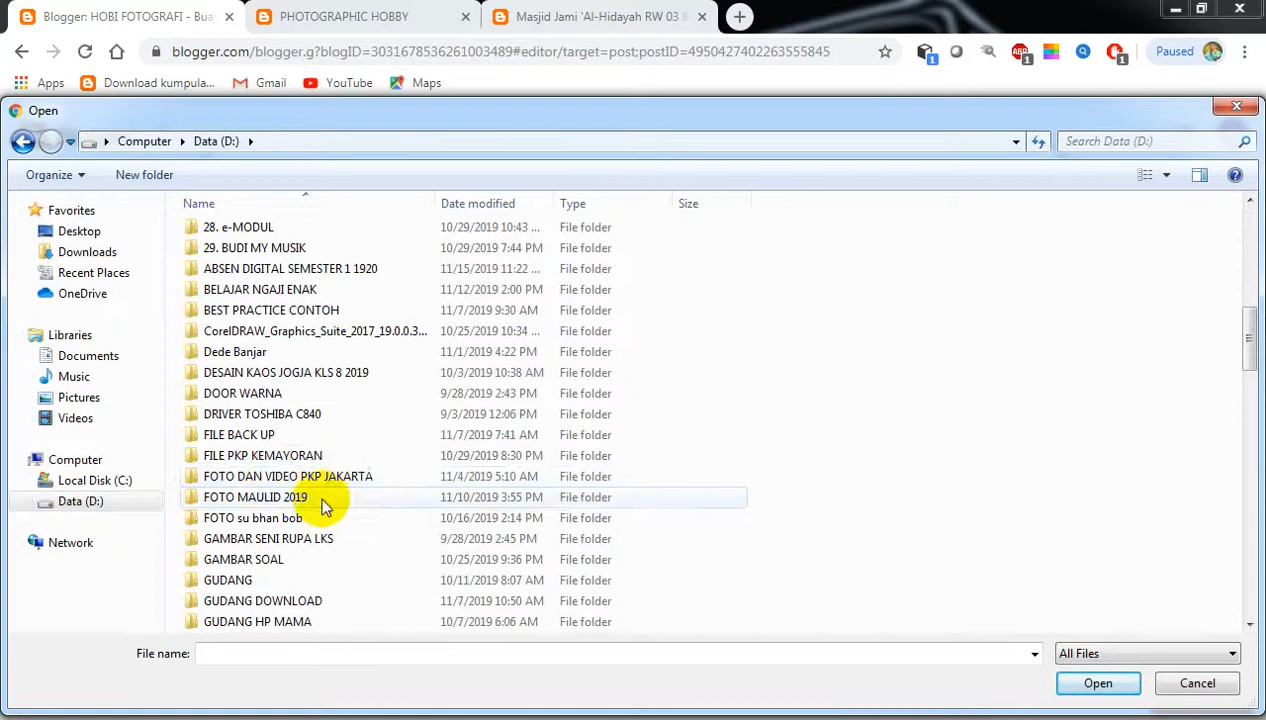 Blogger: HOBI FOTOGRAFI - Bua
PHOTOGRAPHIC HOBBY
Masjid Jami 'Al-Hidayah RW 03 B
blogger.com/blogger.g?blogID=3031678536261003489#editor/target=post;postID=4950427402263555845
1
1
1
Paused
Apps
Download kumpula...
Gmail
YouTube
Maps
Open
Computer
Data (D:)
Search Data (D:)
Organize
New folder
Favorites
Desktop
Downloads
Recent Places
OneDrive
Libraries
Documents
Music
Pictures
Videos
Computer
Local Disk (C:)
Data (D:)
Network
Name Date modified Type Size
28. e-MODUL 10/29/2019 10:43 ... File folder
29. BUDI MY MUSIK 10/29/2019 7:44 PM File folder
ABSEN DIGITAL SEMESTER 1 1920 11/15/2019 11:22 ... File folder
BELAJAR NGAJI ENAK 11/12/2019 2:00 PM File folder
BEST PRACTICE CONTOH 11/7/2019 9:30 AM File folder
CorelDRAW_Graphics_Suite_2017_19.0.0.3... 10/25/2019 10:34 ... File folder
Dede Banjar 11/1/2019 4:22 PM File folder
DESAIN KAOS JOGJA KLS 8 2019 10/3/2019 10:38 AM File folder
DOOR WARNA 9/28/2019 2:43 PM File folder
DRIVER TOSHIBA C840 9/3/2019 12:06 PM File folder
FILE BACK UP 11/7/2019 7:41 AM File folder
FILE PKP KEMAYORAN 10/29/2019 8:30 PM File folder
FOTO DAN VIDEO PKP JAKARTA 11/4/2019 5:10 AM File folder
FOTO MAULID 2019 11/10/2019 3:55 PM File folder
FOTO su bhan bob 10/16/2019 2:14 PM File folder
GAMBAR SENI RUPA LKS 9/28/2019 2:45 PM File folder
GAMBAR SOAL 10/25/2019 9:36 PM File folder
GUDANG 10/11/2019 8:07 AM File folder
GUDANG DOWNLOAD 11/7/2019 10:50 AM File folder
GUDANG HP MAMA 10/7/2019 6:06 AM File folder
File name:
All Files
Open
Cancel